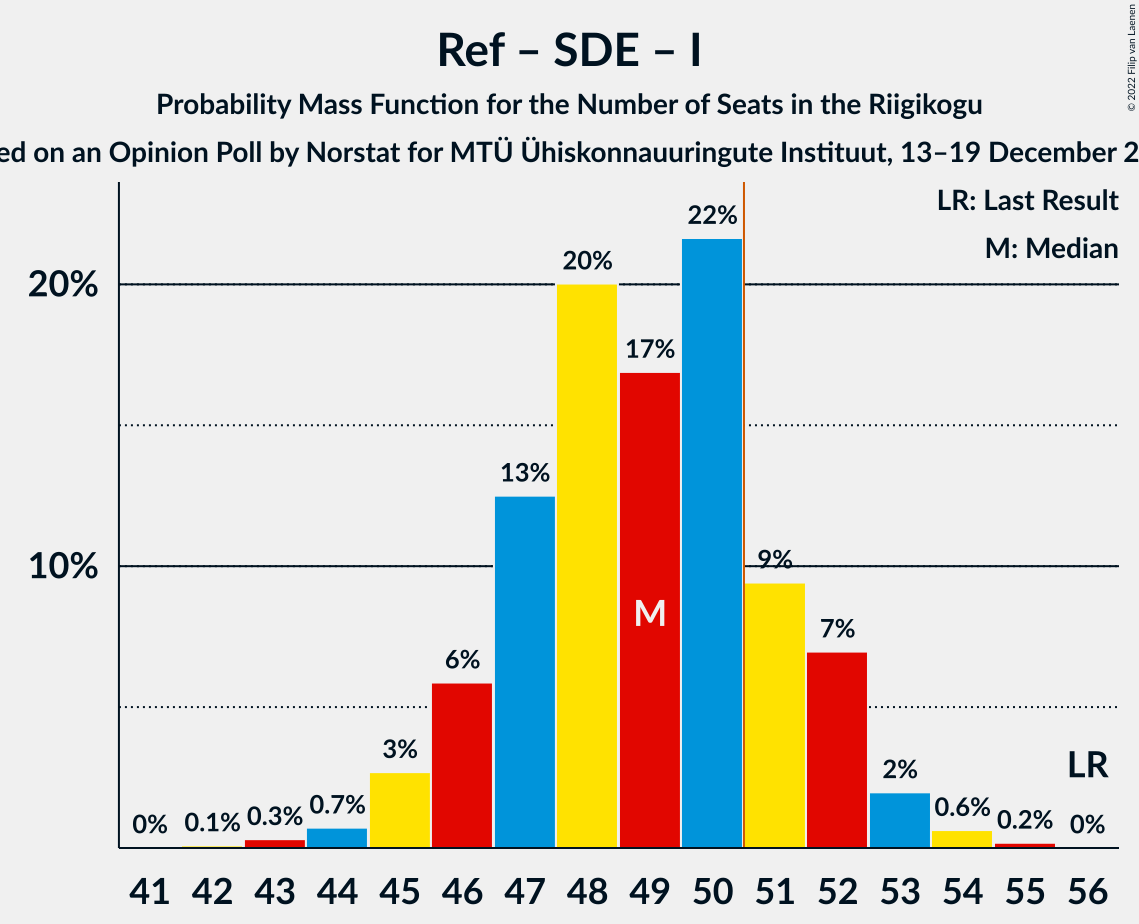 Ref – SDE – I
Probability Mass Function for the Number of Seats in the Riigikogu
ed on an Opinion Poll by Norstat for MTÜ Ühiskonnauuringute Instituut, 13–19 December 2
© 2022 Filip van Laenen
LR: Last Result
M: Median
20%
10%
0%
0.1%
0.3%
0.7%
3%
6%
13%
20%
17%
22%
9%
7%
2%
0.6%
0.2%
0%
M
LR
41 42 43 44 45 46 47 48 49 50 51 52 53 54 55 56